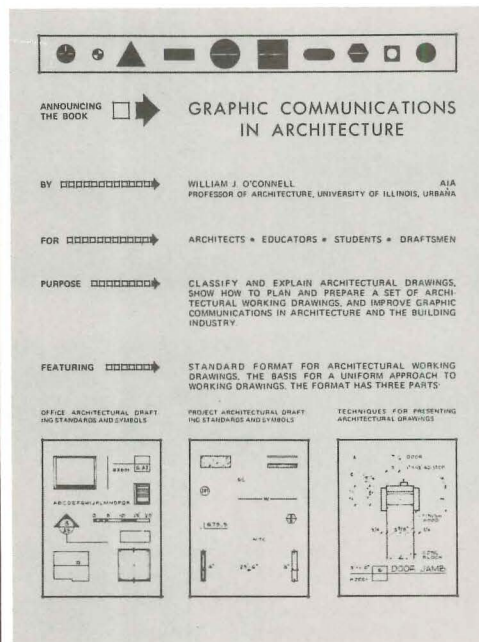 ANNOUNCING
THE BOOK
GRAPHIC COMMUNICATIONS
IN ARCHITECTURE
BY
WILLIAM J. O'CONNELL AIA
PROFESSOR OF ARCHITECTURE, UNIVERSITY OF ILLINOIS, URBANA
FOR
ARCHITECTS • EDUCATORS • STUDENTS • DRAFTSMEN
PURPOSE
CLASSIFY AND EXPLAIN ARCHITECTURAL DRAWINGS,
SHOW HOW TO PLAN AND PREPARE A SET OF ARCHI-
TECTURAL WORKING DRAWINGS, AND IMPROVE GRAPHIC
COMMUNICATIONS IN ARCHITECTURE AND THE BUILDING
INDUSTRY
FEATURING
STANDARD FORMAT FOR ARCHITECTURAL WORKING
DRAWINGS. THE BASIS FOR A UNIFORM APPROACH TO
WORKING DRAWINGS. THE FORMAT HAS THREE PARTS
OFFICE ARCHITECTURAL DRAFT
ING STANDARDS AND SYMBOLS
PROJECT ARCHITECTURAL DRAFT
ING STANDARDS AND SYMBOLS
TECHNIQUES FOR PRESENTING
ARCHITECTURAL DRAWINGS
DOOR
DOOR JAMB